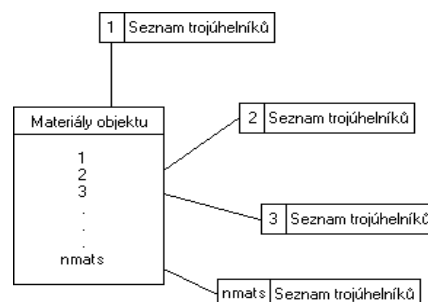 1 Seznam trojúhelníků
Materiály objektu
1
2
3
.
.
.
nmats
2 Seznam trojúhelníků
3 Seznam trojúhelníků
nmats Seznam trojúhelníků